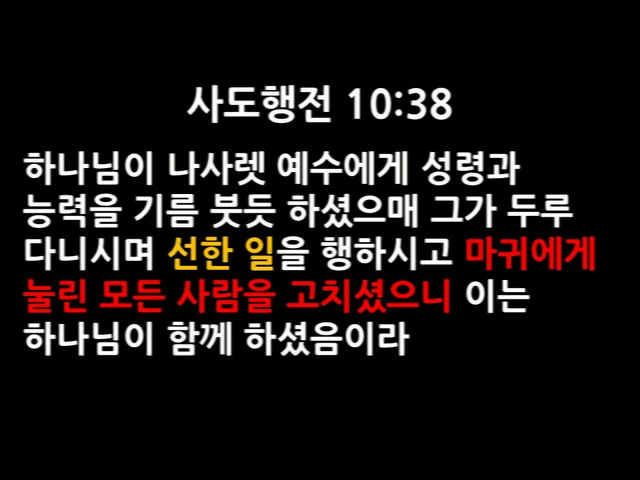 사도행전 10:38
하나님이 나사렛 예수에게 성령과
능력을 기름 붓듯 하셨으매 그가 두루
다니시며 선한 일을 행하시고 마귀에게
눌린 모든 사람을 고치셨으니 이는
하나님이 함께 하셨음이라